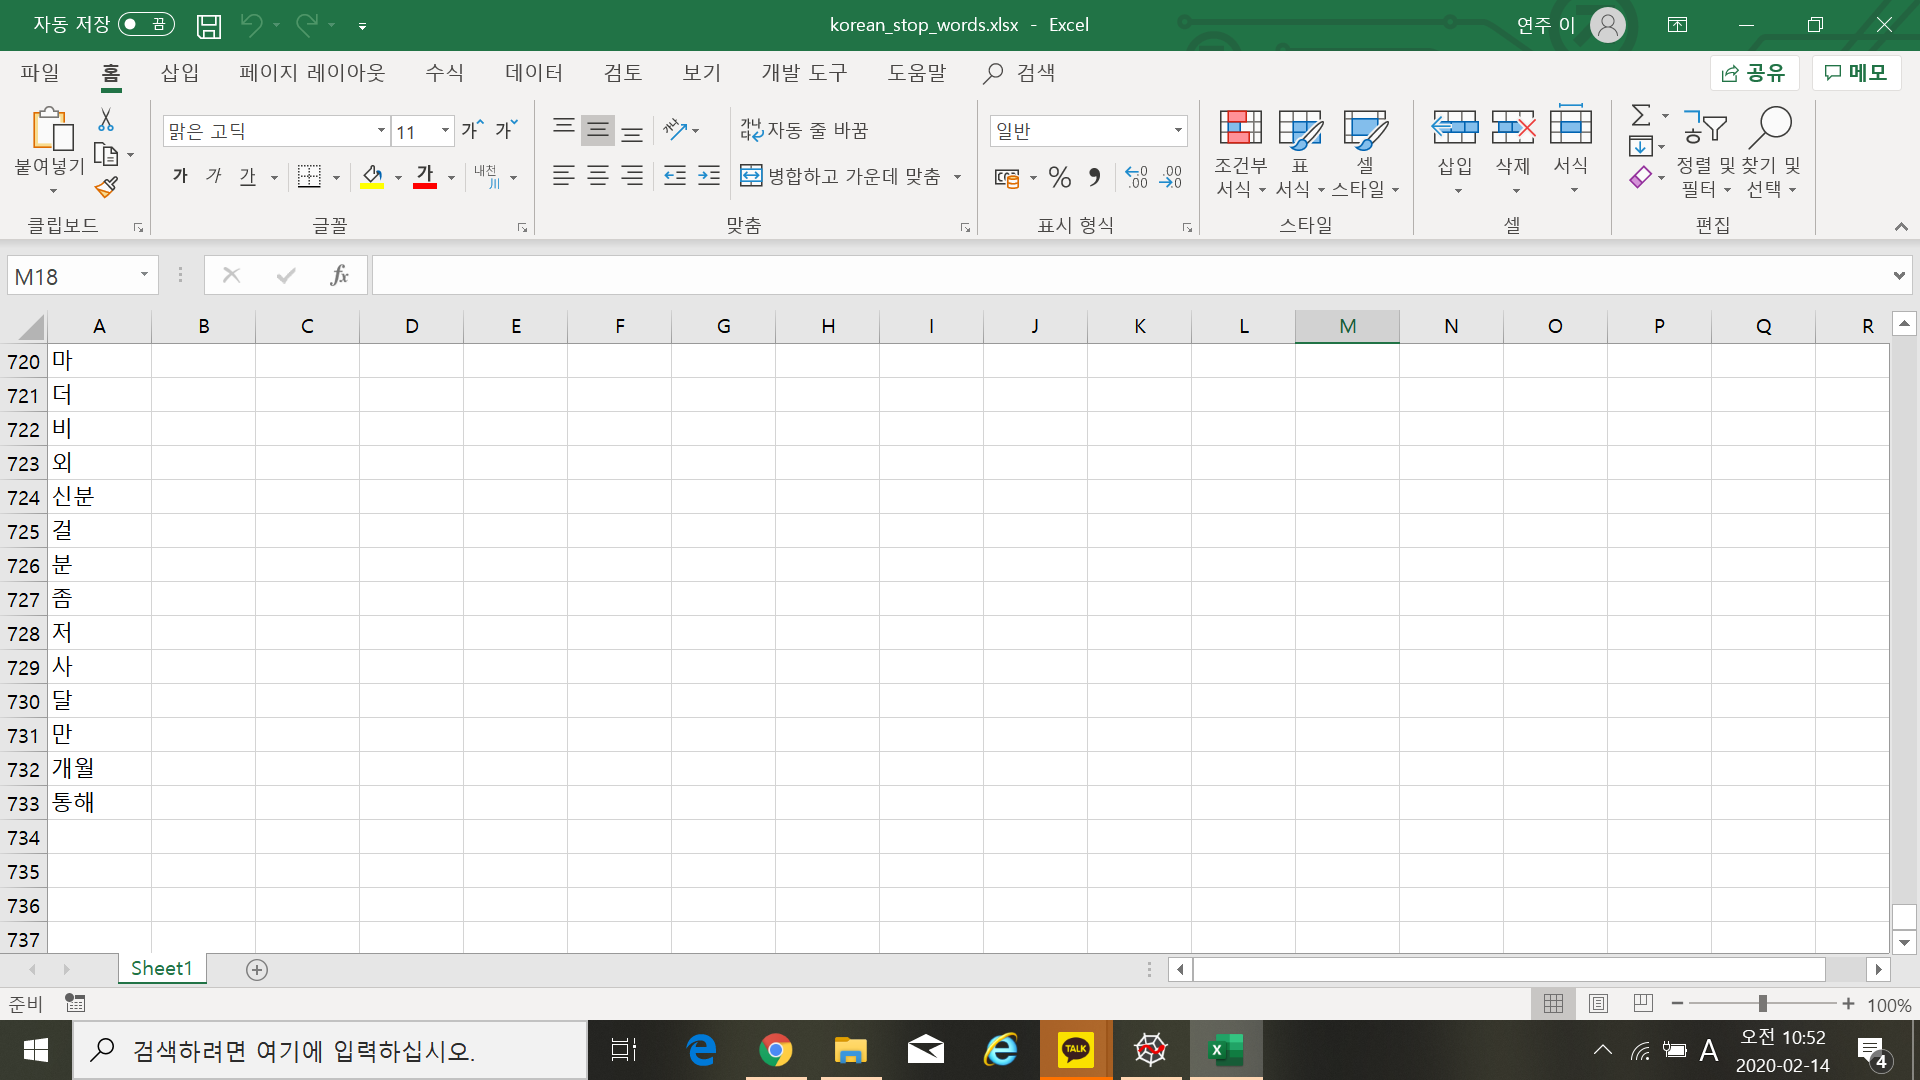 자동 저장 끔 korean_stop_words.xlsx - Excel 연주 이
파일 홈 삽입 페이지 레이아웃 수식 데이터 검토 보기 개발 도구 도움말 검색 공유 메모
붙여넣기 맑은 고딕 11 가 가 자동 줄 바꿈 일반 조건부 서식 표 서식 셀 스타일 삽입 삭제 서식 정렬 및 필터 찾기 및 선택
가 가 가 가 내천 병합하고 가운데 맞춤 % .00 .00
클립보드 글꼴 맞춤 표시 형식 스타일 셀 편집
M18 fx
A B C D E F G H I J K L M N O P Q R
720 마
721 더
722 비
723 외
724 신분
725 걸
726 분
727 좀
728 저
729 사
730 달
731 만
732 개월
733 통해
734
735
736
737
Sheet1
준비 100%
검색하려면 여기에 입력하십시오. TALK A 오전 10:52
2020-02-14 4